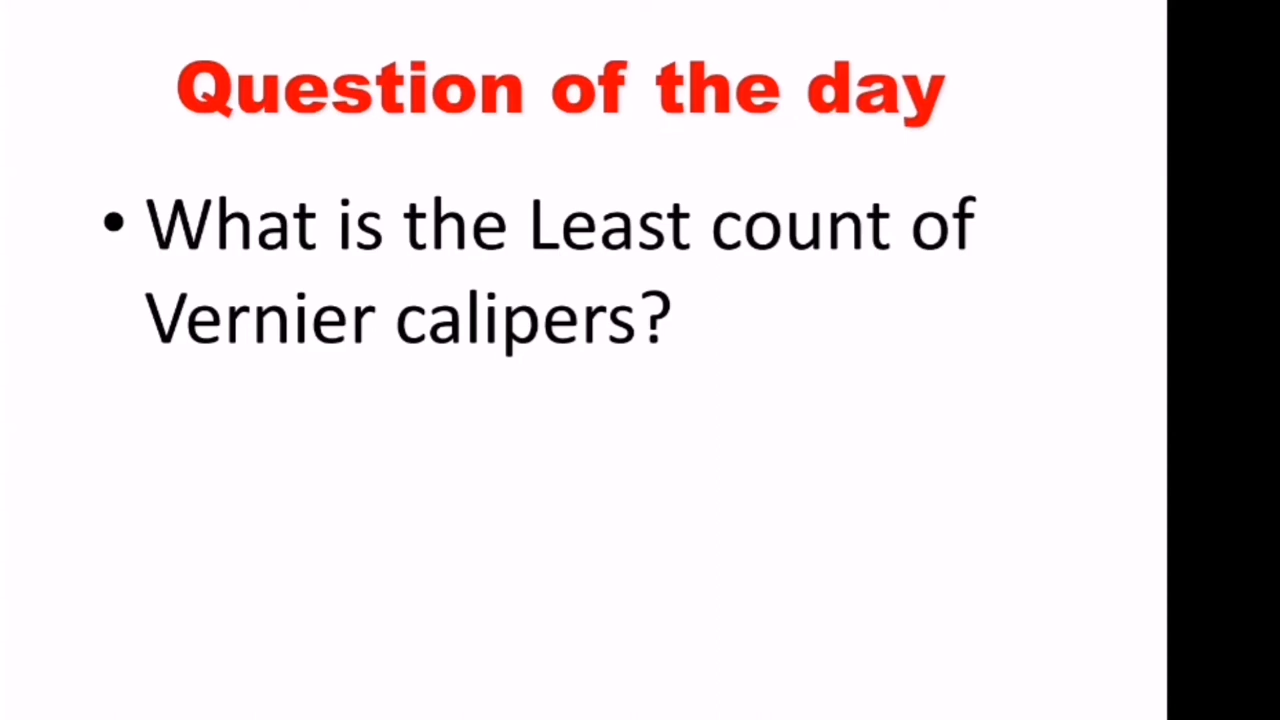 Question of the day
• What is the Least count of
Vernier calipers?